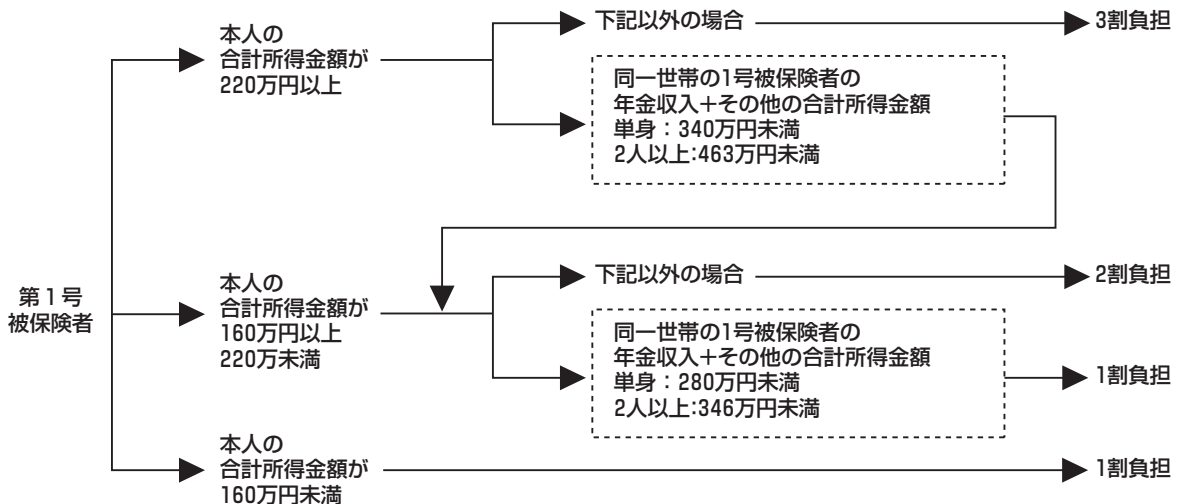 第1号
被保険者
本人の
合計所得金額が
220万円以上
下記以外の場合
3割負担
同一世帯の1号被保険者の
年金収入+その他の合計所得金額
単身：340万円未満
2人以上:463万円未満
本人の
合計所得金額が
160万円以上
220万未満
下記以外の場合
2割負担
同一世帯の1号被保険者の
年金収入+その他の合計所得金額
単身：280万円未満
2人以上:346万円未満
1割負担
本人の
合計所得金額が
160万円未満
1割負担